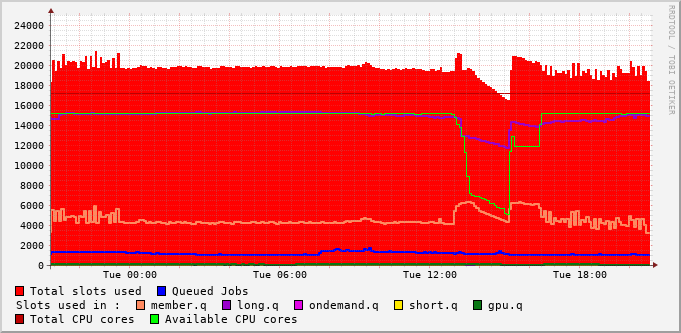 24000
22000
20000
18000
16000
14000
12000
10000
8000
6000
4000
2000
0
Tue 00:00 Tue 06:00 Tue 12:00 Tue 18:00
RRDTOOL / TOBI OETIKER
Total slots used Queued Jobs
Slots used in : member.q long.q ondemand.q short.q gpu.q
Total CPU cores Available CPU cores